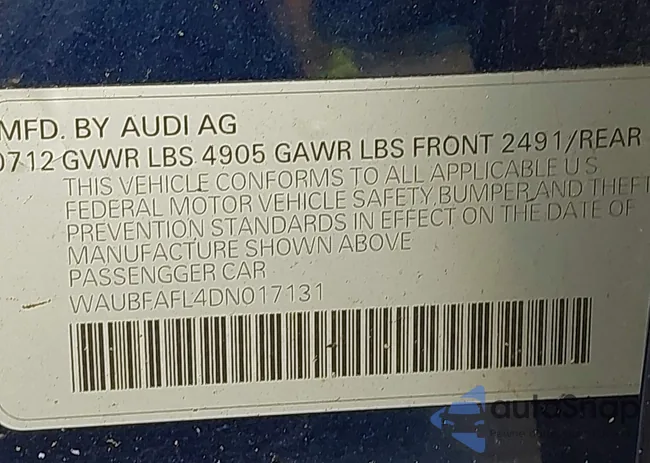 MFD. BY AUDI AG
0712 GVWR LBS 4905 GAWR LBS FRONT 2491/REAR
THIS VEHICLE CONFORMS TO ALL APPLICABLE U S
FEDERAL MOTOR VEHICLE SAFETY, BUMPER, AND THEFT
PREVENTION STANDARDS IN EFFECT ON THE DATE OF
MANUFACTURE SHOWN ABOVE
PASSENGGER CAR
WAUBFAFL4DN017131
autoSnap